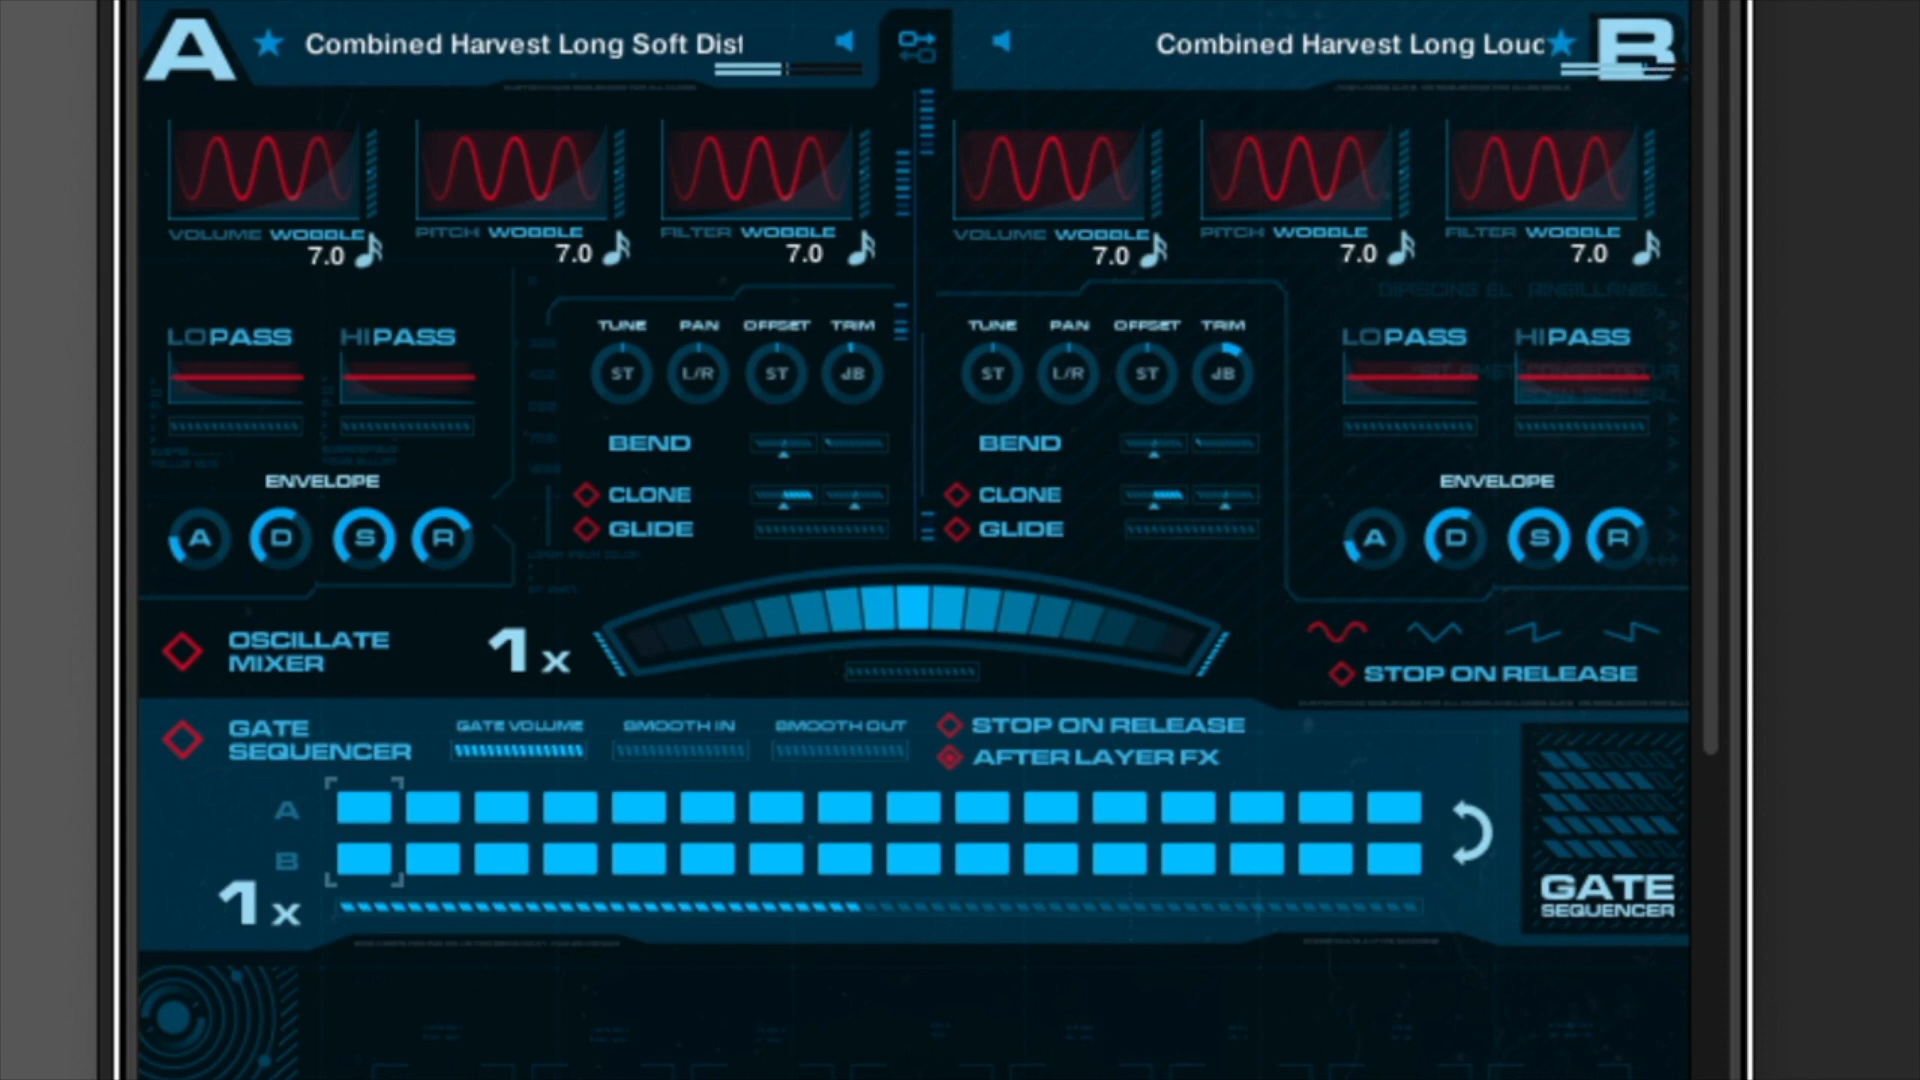 A
Combined Harvest Long Soft Dist
Combined Harvest Long Louc
B
VOLUME WOBBLE
7.0
PITCH WOBBLE
7.0
FILTER WOBBLE
7.0
VOLUME WOBBLE
7.0
PITCH WOBBLE
7.0
FILTER WOBBLE
7.0
LOPASS
HIPASS
TUNE PAN OFFSET TRIM
ST L/R ST dB
BEND
CLONE
GLIDE
TUNE PAN OFFSET TRIM
ST L/R ST dB
BEND
CLONE
GLIDE
LOPASS
HIPASS
ENVELOPE
A D S R
ENVELOPE
A D S R
OSCILLATE
MIXER
1x
STOP ON RELEASE
GATE
SEQUENCER
GATE VOLUME
SMOOTH IN
SMOOTH OUT
STOP ON RELEASE
AFTER LAYER FX
A
B
1x
GATE
SEQUENCER